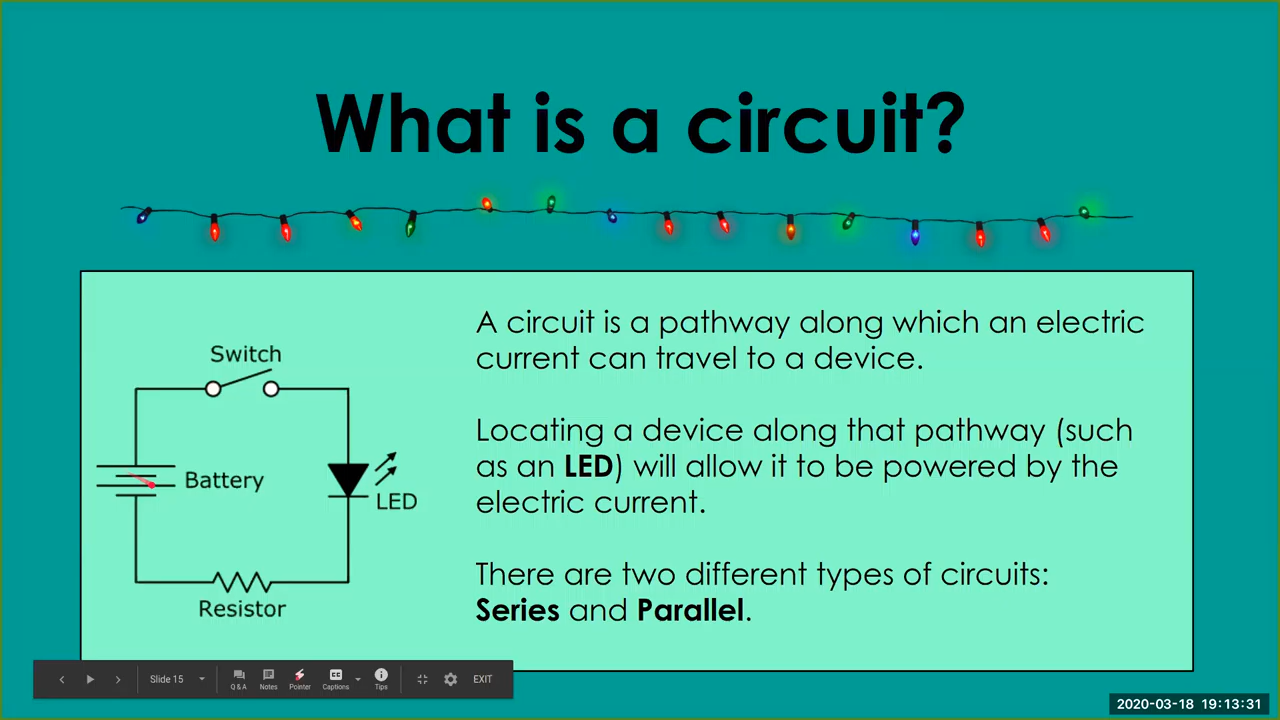 What is a circuit?
Switch
Battery
LED
Resistor
A circuit is a pathway along which an electric
current can travel to a device.
Locating a device along that pathway (such
as an LED) will allow it to be powered by the
electric current.
There are two different types of circuits:
Series and Parallel.
Slide 15
Q & A
Notes
Pointer
CC
Captions
Tips
EXIT
2020-03-18 19:13:31